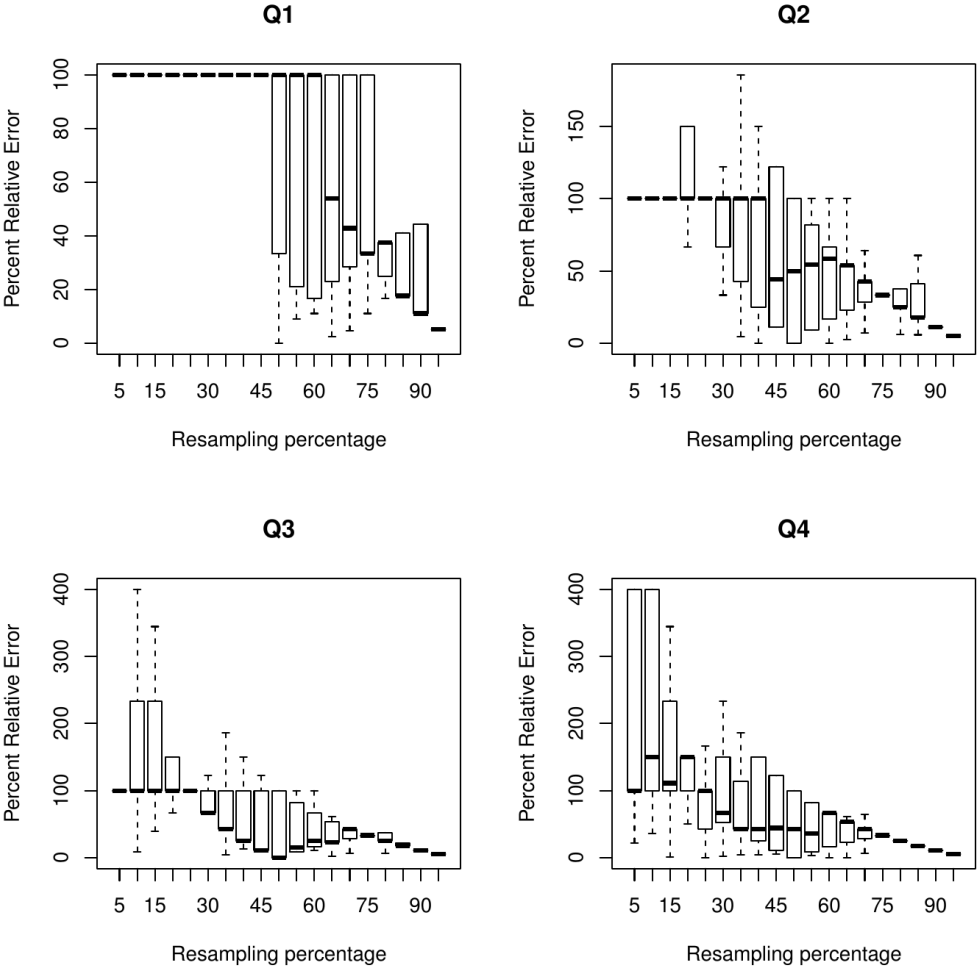 Q1
Percent Relative Error
100
80
60
40
20
0
5 15 30 45 60 75 90
Resampling percentage
Q2
Percent Relative Error
150
100
50
0
5 15 30 45 60 75 90
Resampling percentage
Q3
Percent Relative Error
400
300
200
100
0
5 15 30 45 60 75 90
Resampling percentage
Q4
Percent Relative Error
400
300
200
100
0
5 15 30 45 60 75 90
Resampling percentage